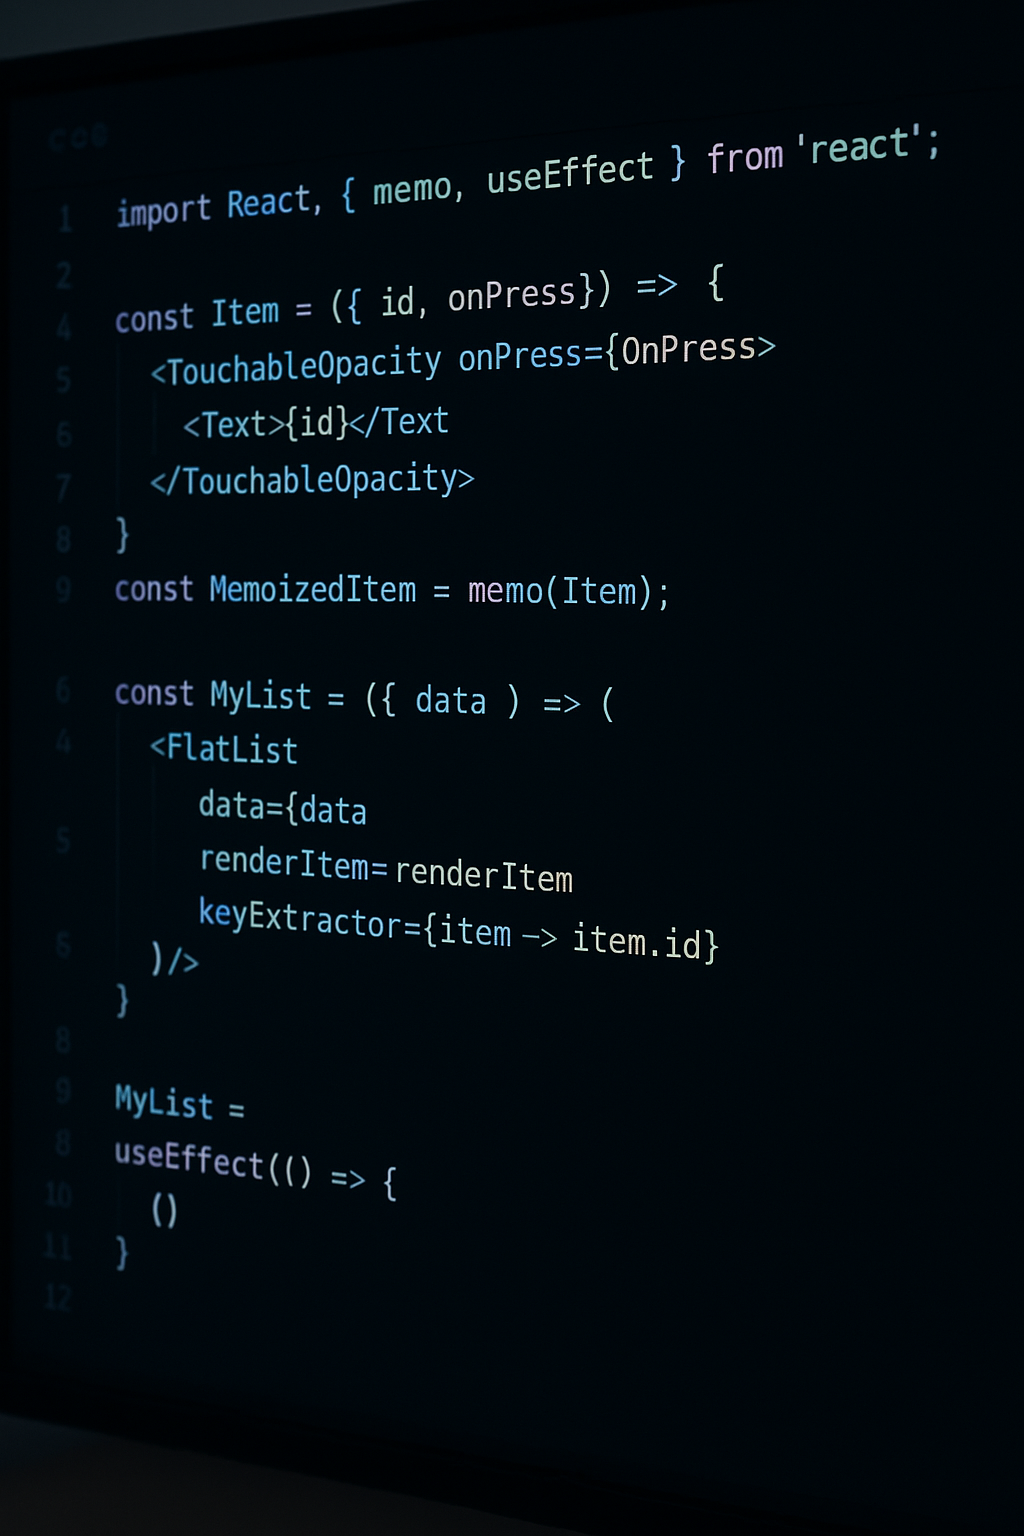 1 import React, { memo, useEffect } from 'react';
2
4 const Item = ({ id, onPress}) => {
5 <TouchableOpacity onPress={OnPress>
6 <Text>{id}</Text
7 </TouchableOpacity>
8 }
9 const MemoizedItem = memo(Item);
6 const MyList = ({ data ) => (
4 <FlatList
data={data
5 renderItem=renderItem
keyExtractor={item —> item.id}
6 )/>
}
8
9 MyList =
8 useEffect(() => {
10 ()
11 }
12